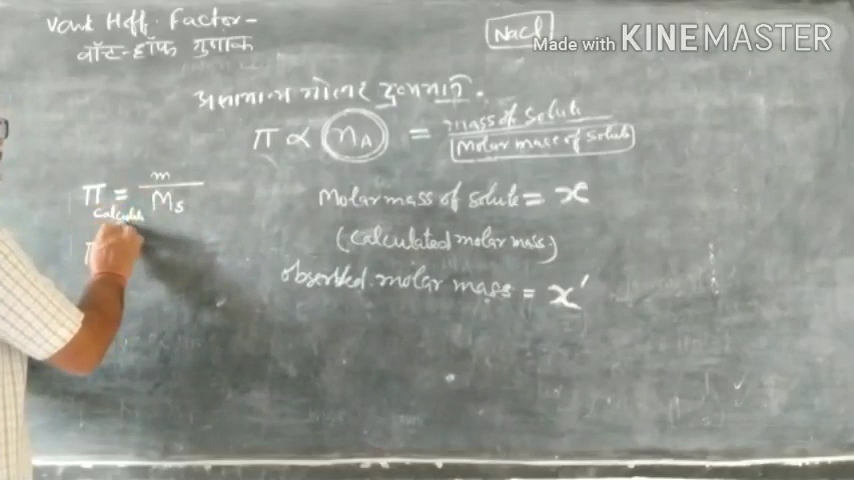 Vant Hoff. Factor-
वॉट-हॉफ गुणांक
Nacl
Made with KINEMASTER
असामान्य मोलर द्रव्यमान.
π ∝ nA = mass of solute / Molar mass of solute
π calculate = m / Ms
Molar mass of solute = x
(calculated molar mass)
observed. molar mass = x'
π